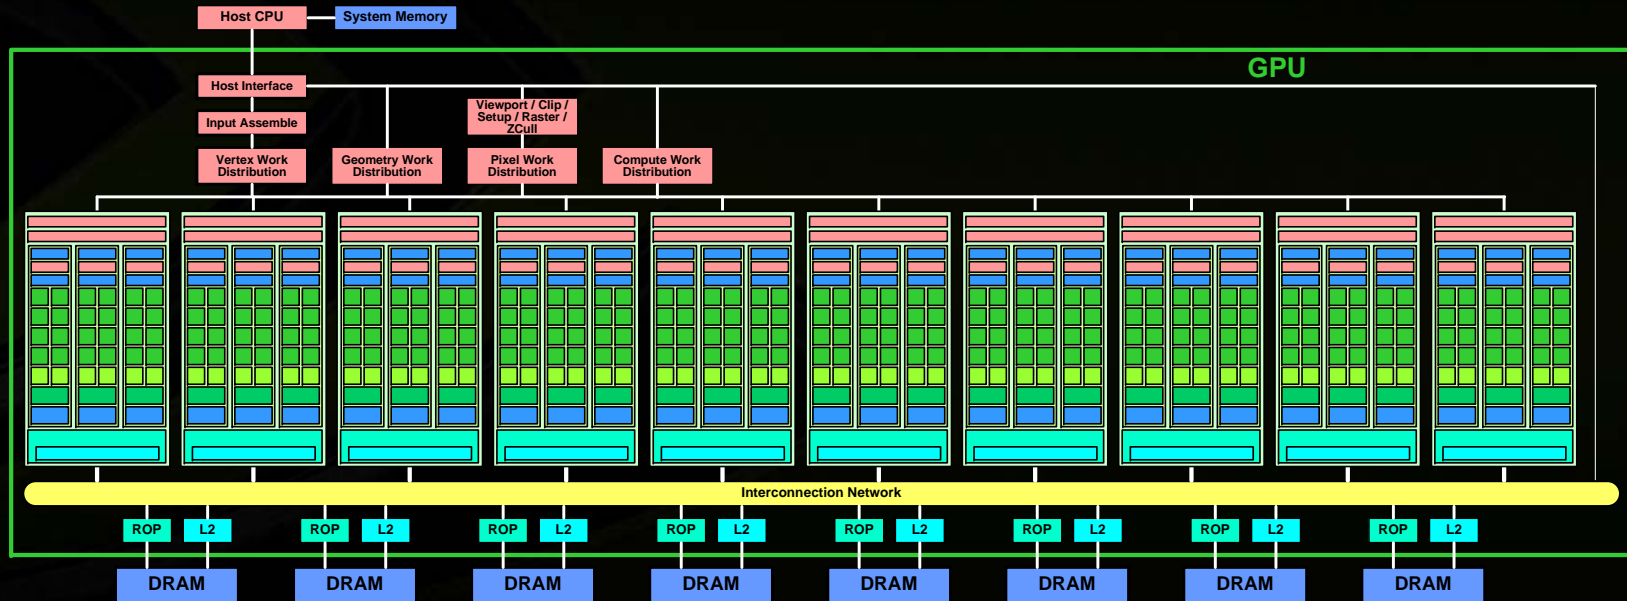 Host CPU
System Memory
GPU
Host Interface
Viewport / Clip /
Setup / Raster /
ZCull
Input Assemble
Vertex Work
Distribution
Geometry Work
Distribution
Pixel Work
Distribution
Compute Work
Distribution
Interconnection Network
ROP L2 ROP L2 ROP L2 ROP L2 ROP L2 ROP L2 ROP L2 ROP L2
DRAM DRAM DRAM DRAM DRAM DRAM DRAM DRAM